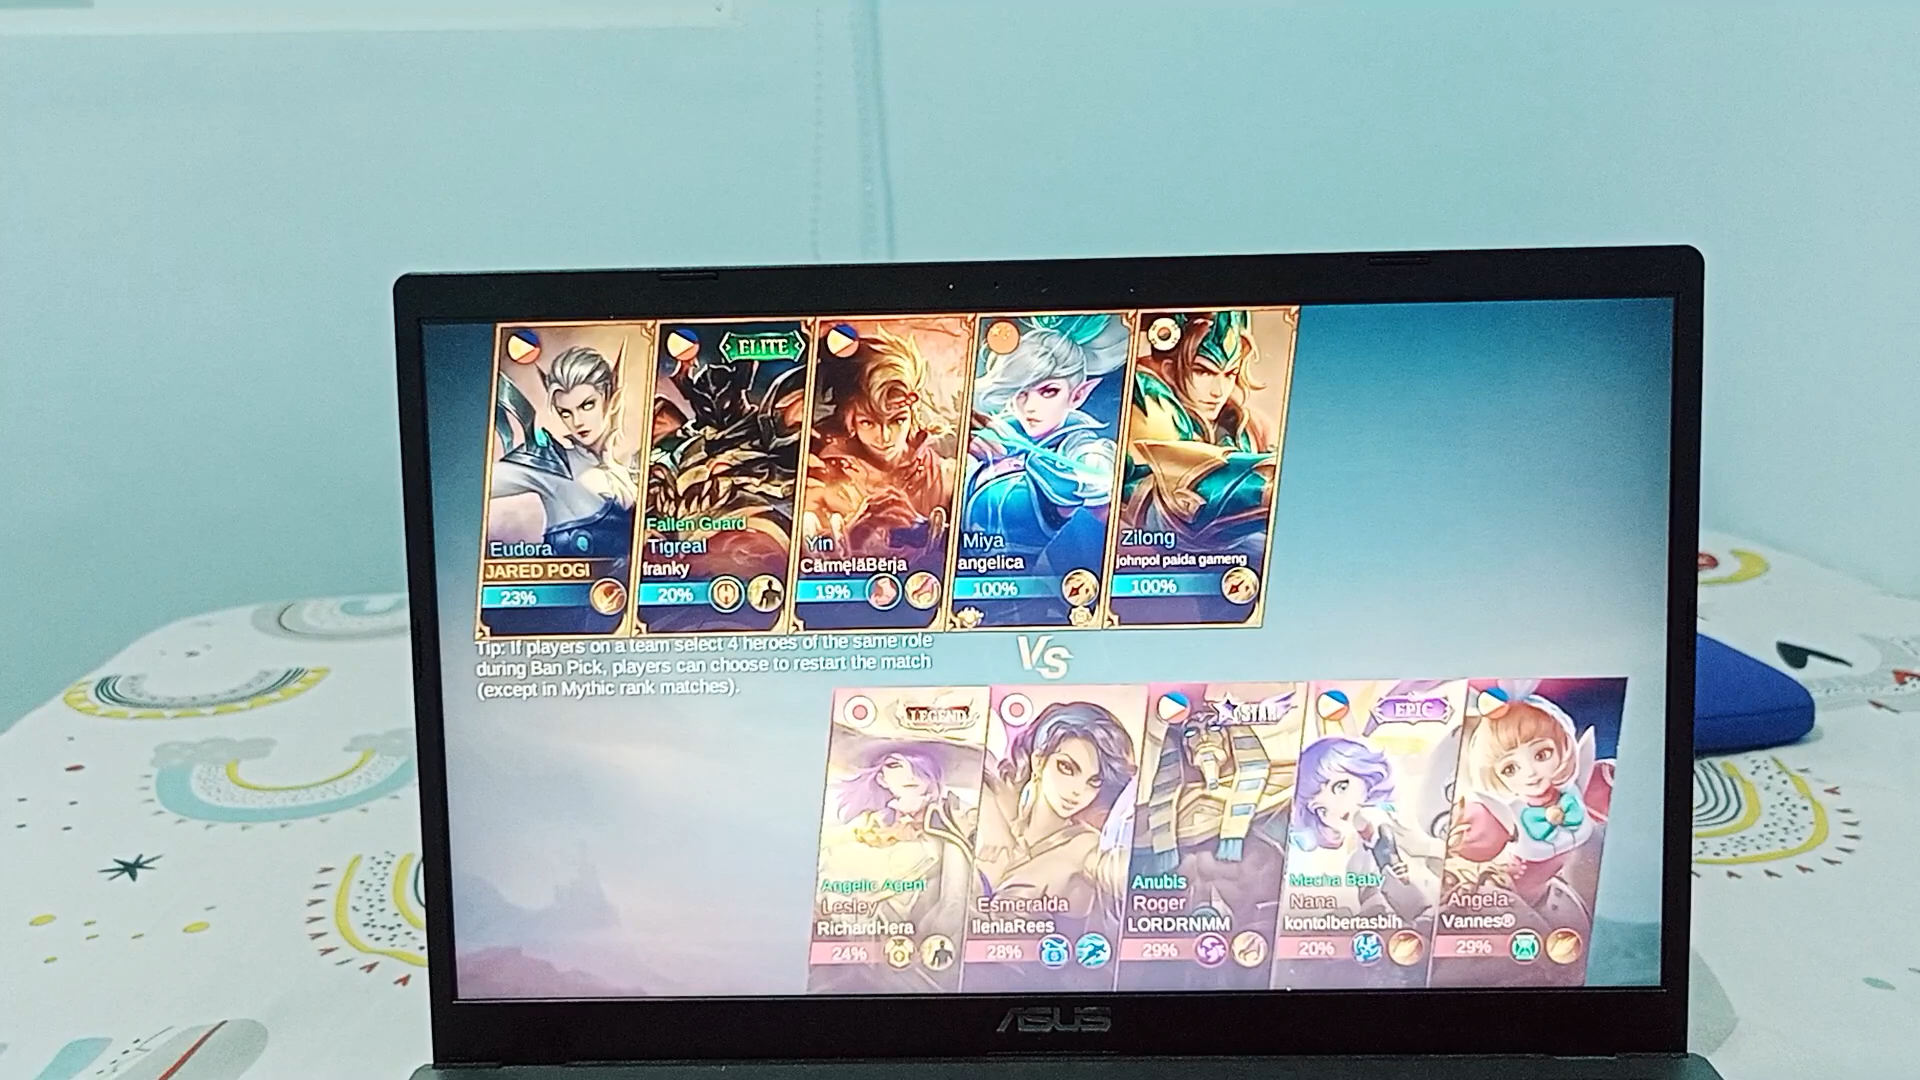 ELITE
Eudora
JARED POGI
23%
Fallen Guard
Tigreal
franky
20%
Yin
CärmęläBërja
19%
Miya
angelica
100%
Zilong
johnpol paida gameng
100%
Tip: If players on a team select 4 heroes of the same role
during Ban Pick, players can choose to restart the match
(except in Mythic rank matches).
Vs
LEGEND
Angelic Agent
Lesley
RichardHera
24%
Esmeralda
IleniaRees
28%
STAR
Anubis
Roger
LORDRNMM
29%
EPIC
Mecha Baby
Nana
kontolbertasbih
20%
Angela
Vannes®
29%
ASUS